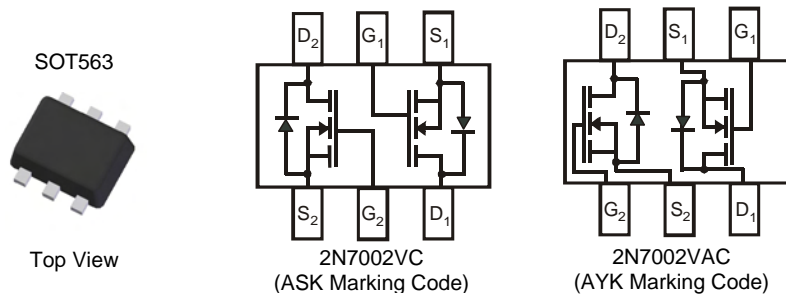 SOT563
Top View
D2 G1 S1
S2 G2 D1
2N7002VC
(ASK Marking Code)
D2 S1 G1
G2 S2 D1
2N7002VAC
(AYK Marking Code)